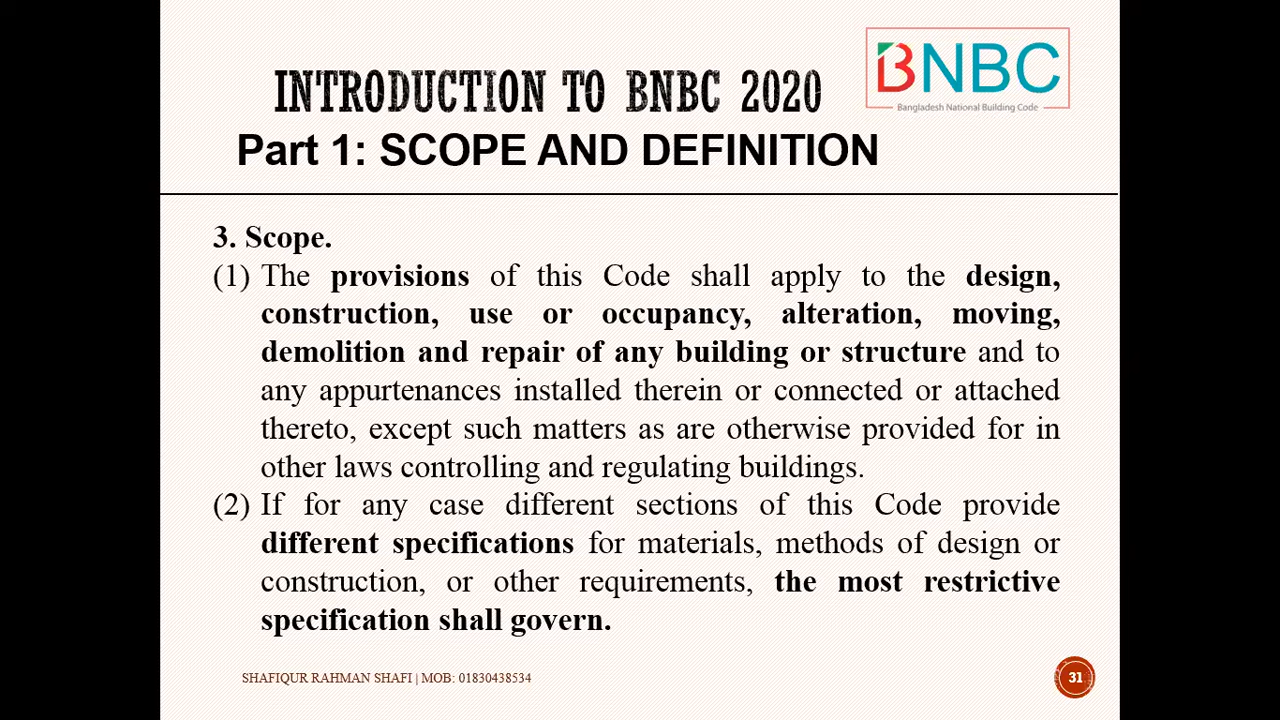 INTRODUCTION TO BNBC 2020
BNBC
Bangladesh National Building Code
Part 1: SCOPE AND DEFINITION
3. Scope.
(1) The provisions of this Code shall apply to the design,
construction, use or occupancy, alteration, moving,
demolition and repair of any building or structure and to
any appurtenances installed therein or connected or attached
thereto, except such matters as are otherwise provided for in
other laws controlling and regulating buildings.
(2) If for any case different sections of this Code provide
different specifications for materials, methods of design or
construction, or other requirements, the most restrictive
specification shall govern.
SHAFIQUR RAHMAN SHAFI | MOB: 01830438534
31